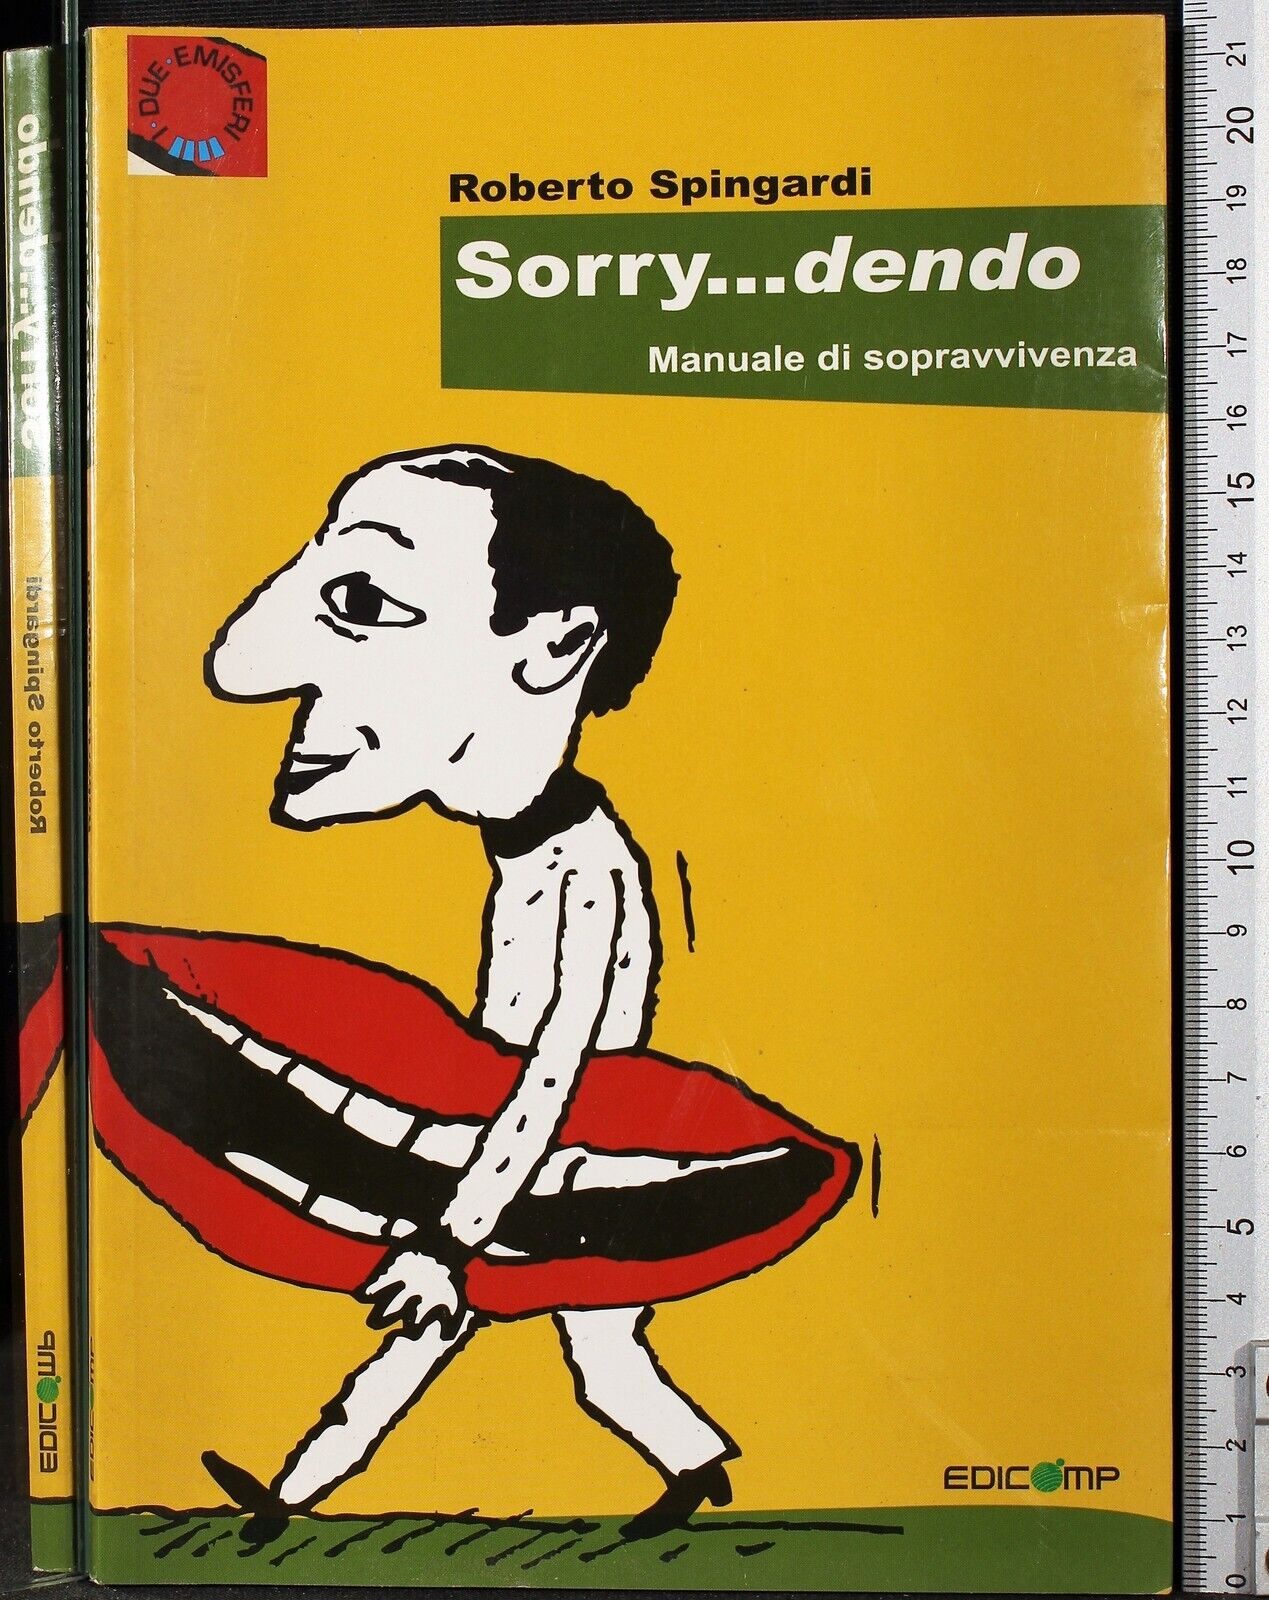 I · DUE · EMISFERI
Roberto Spingardi
Sorry...dendo
Manuale di sopravvivenza
EDICOMP
Sorry...dendo
Roberto Spingardi
EDICOMP
21
20
19
18
17
16
15
14
13
12
11
10
9
8
7
6
5
4
3
2
1
0